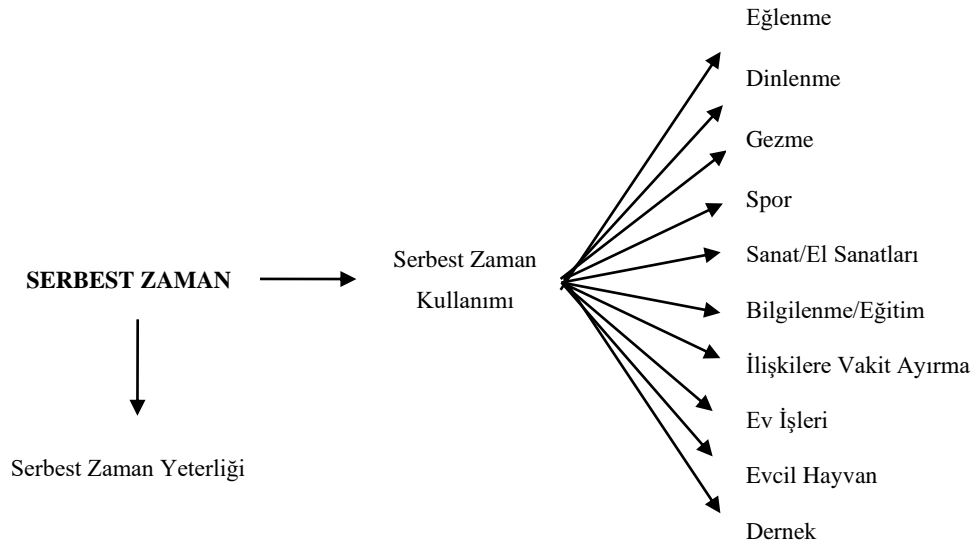 Eğlenme
Dinlenme
Gezme
Spor
Sanat/El Sanatları
Bilgilenme/Eğitim
İlişkilere Vakit Ayırma
Ev İşleri
Evcil Hayvan
Dernek
Serbest Zaman
Kullanımı
SERBEST ZAMAN
Serbest Zaman Yeterliği